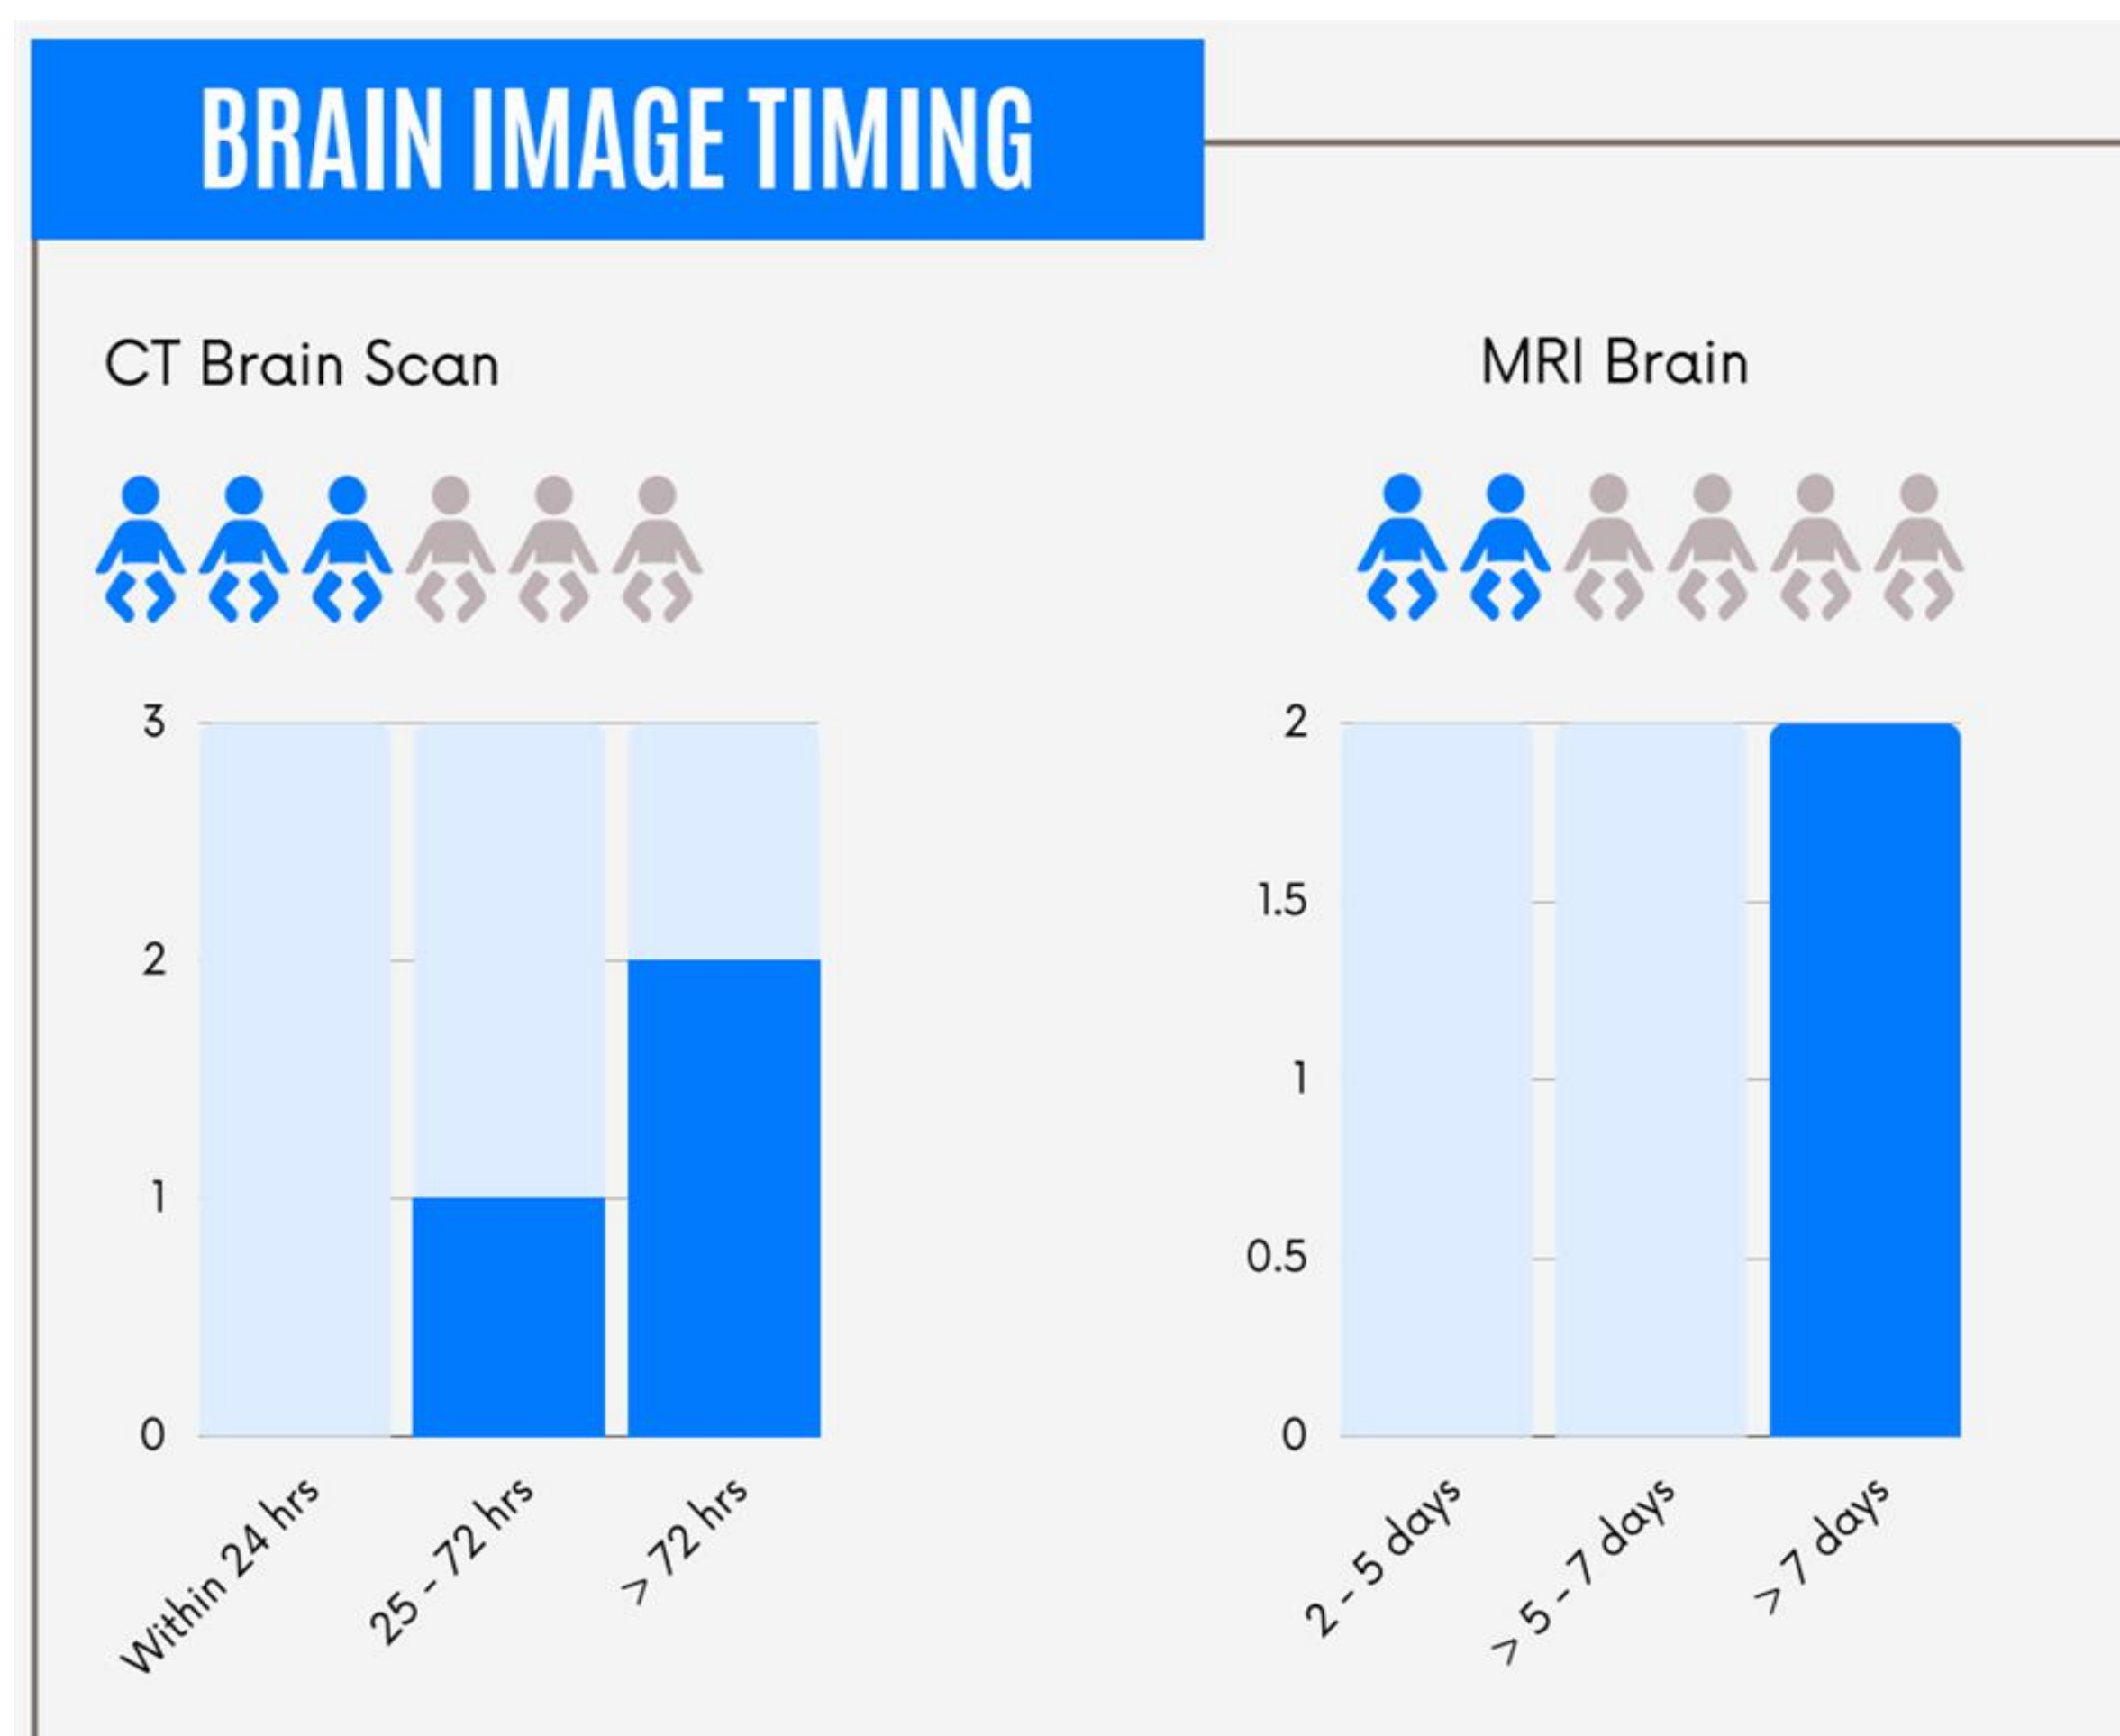 BRAIN IMAGE TIMING
CT Brain Scan
MRI Brain
3
2
1
0
Within 24 hrs
25 - 72 hrs
> 72 hrs
2
1.5
1
0.5
0
2 - 5 days
> 5 - 7 days
> 7 days